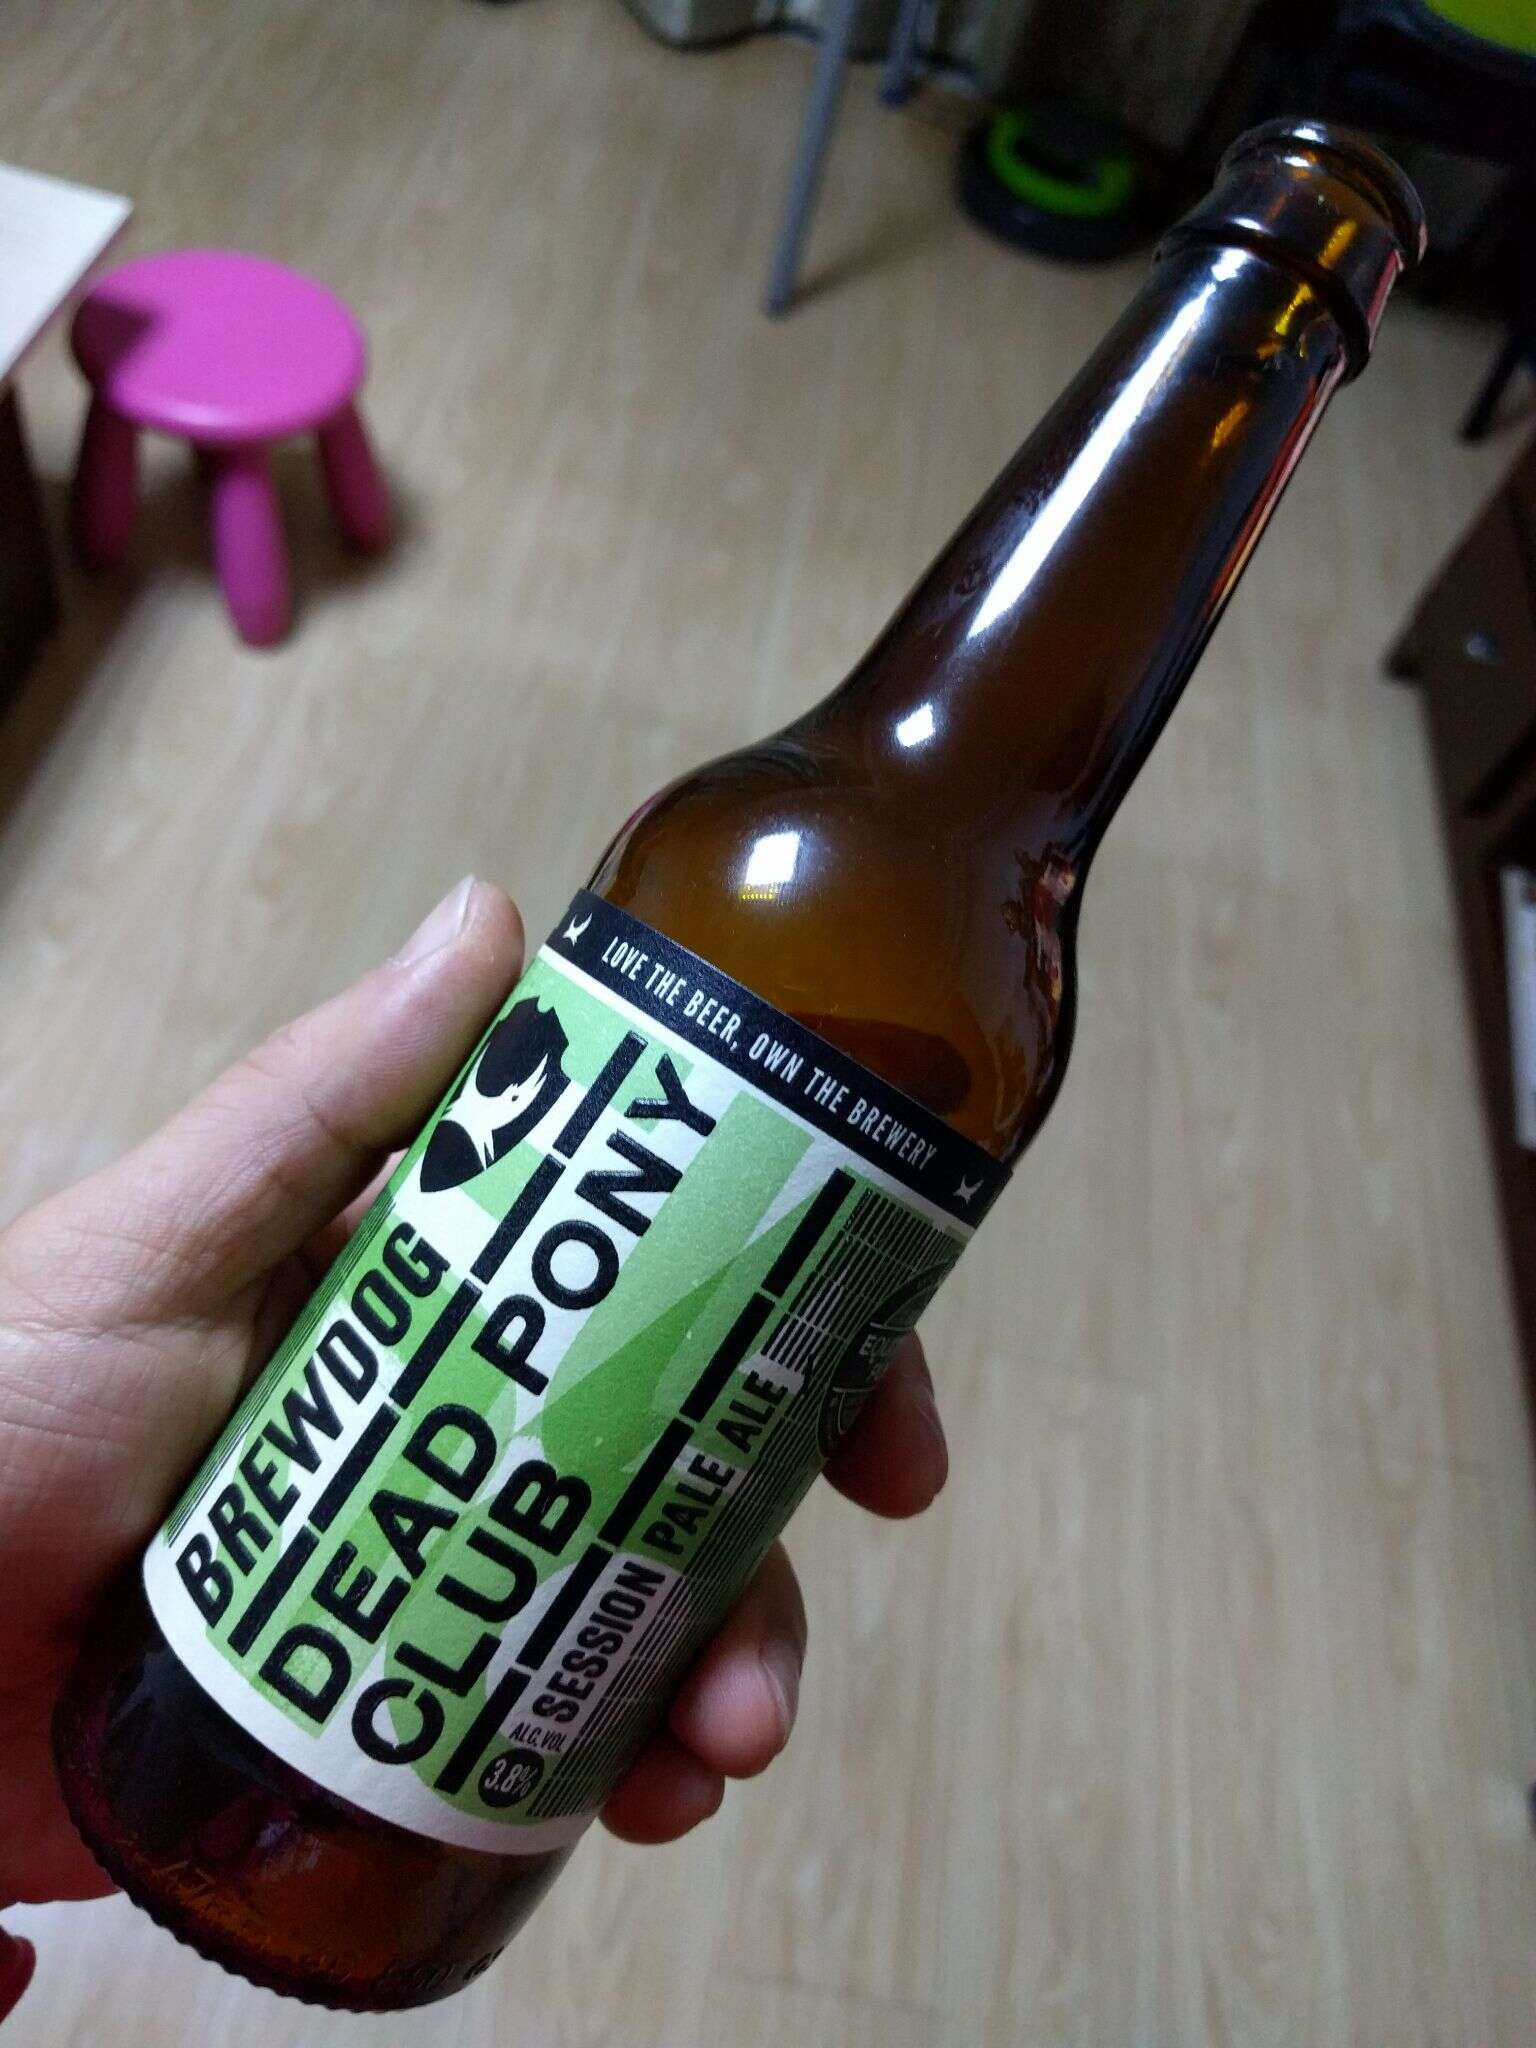 LOVE THE BEER, OWN THE BREWERY
BREWDOG
DEAD PONY
CLUB
SESSION PALE ALE
ALC. VOL
3.8%